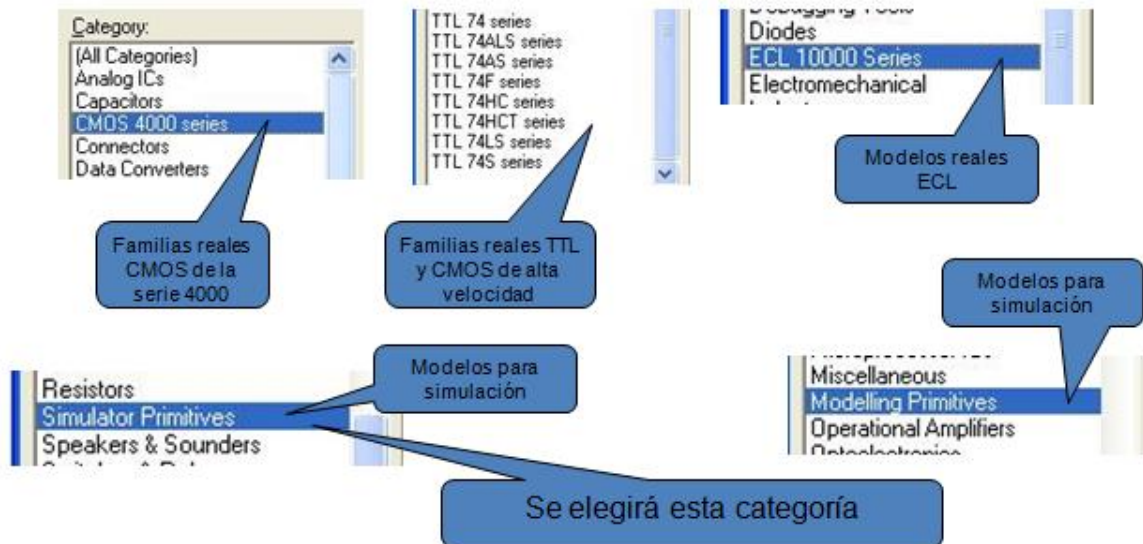 Category:
(All Categories)
Analog ICs
Capacitors
CMOS 4000 series
Connectors
Data Converters
TTL 74 series
TTL 74ALS series
TTL 74AS series
TTL 74F series
TTL 74HC series
TTL 74HCT series
TTL 74LS series
TTL 74S series
Debugging Tools
Diodes
ECL 10000 Series
Electromechanical
Familias reales
CMOS de la
serie 4000
Familias reales TTL
y CMOS de alta
velocidad
Modelos reales
ECL
Modelos para
simulación
Resistors
Simulator Primitives
Speakers & Sounders
Modelos para
simulación
Miscellaneous
Modelling Primitives
Operational Amplifiers
Optoelectronics
Se elegirá esta categoría